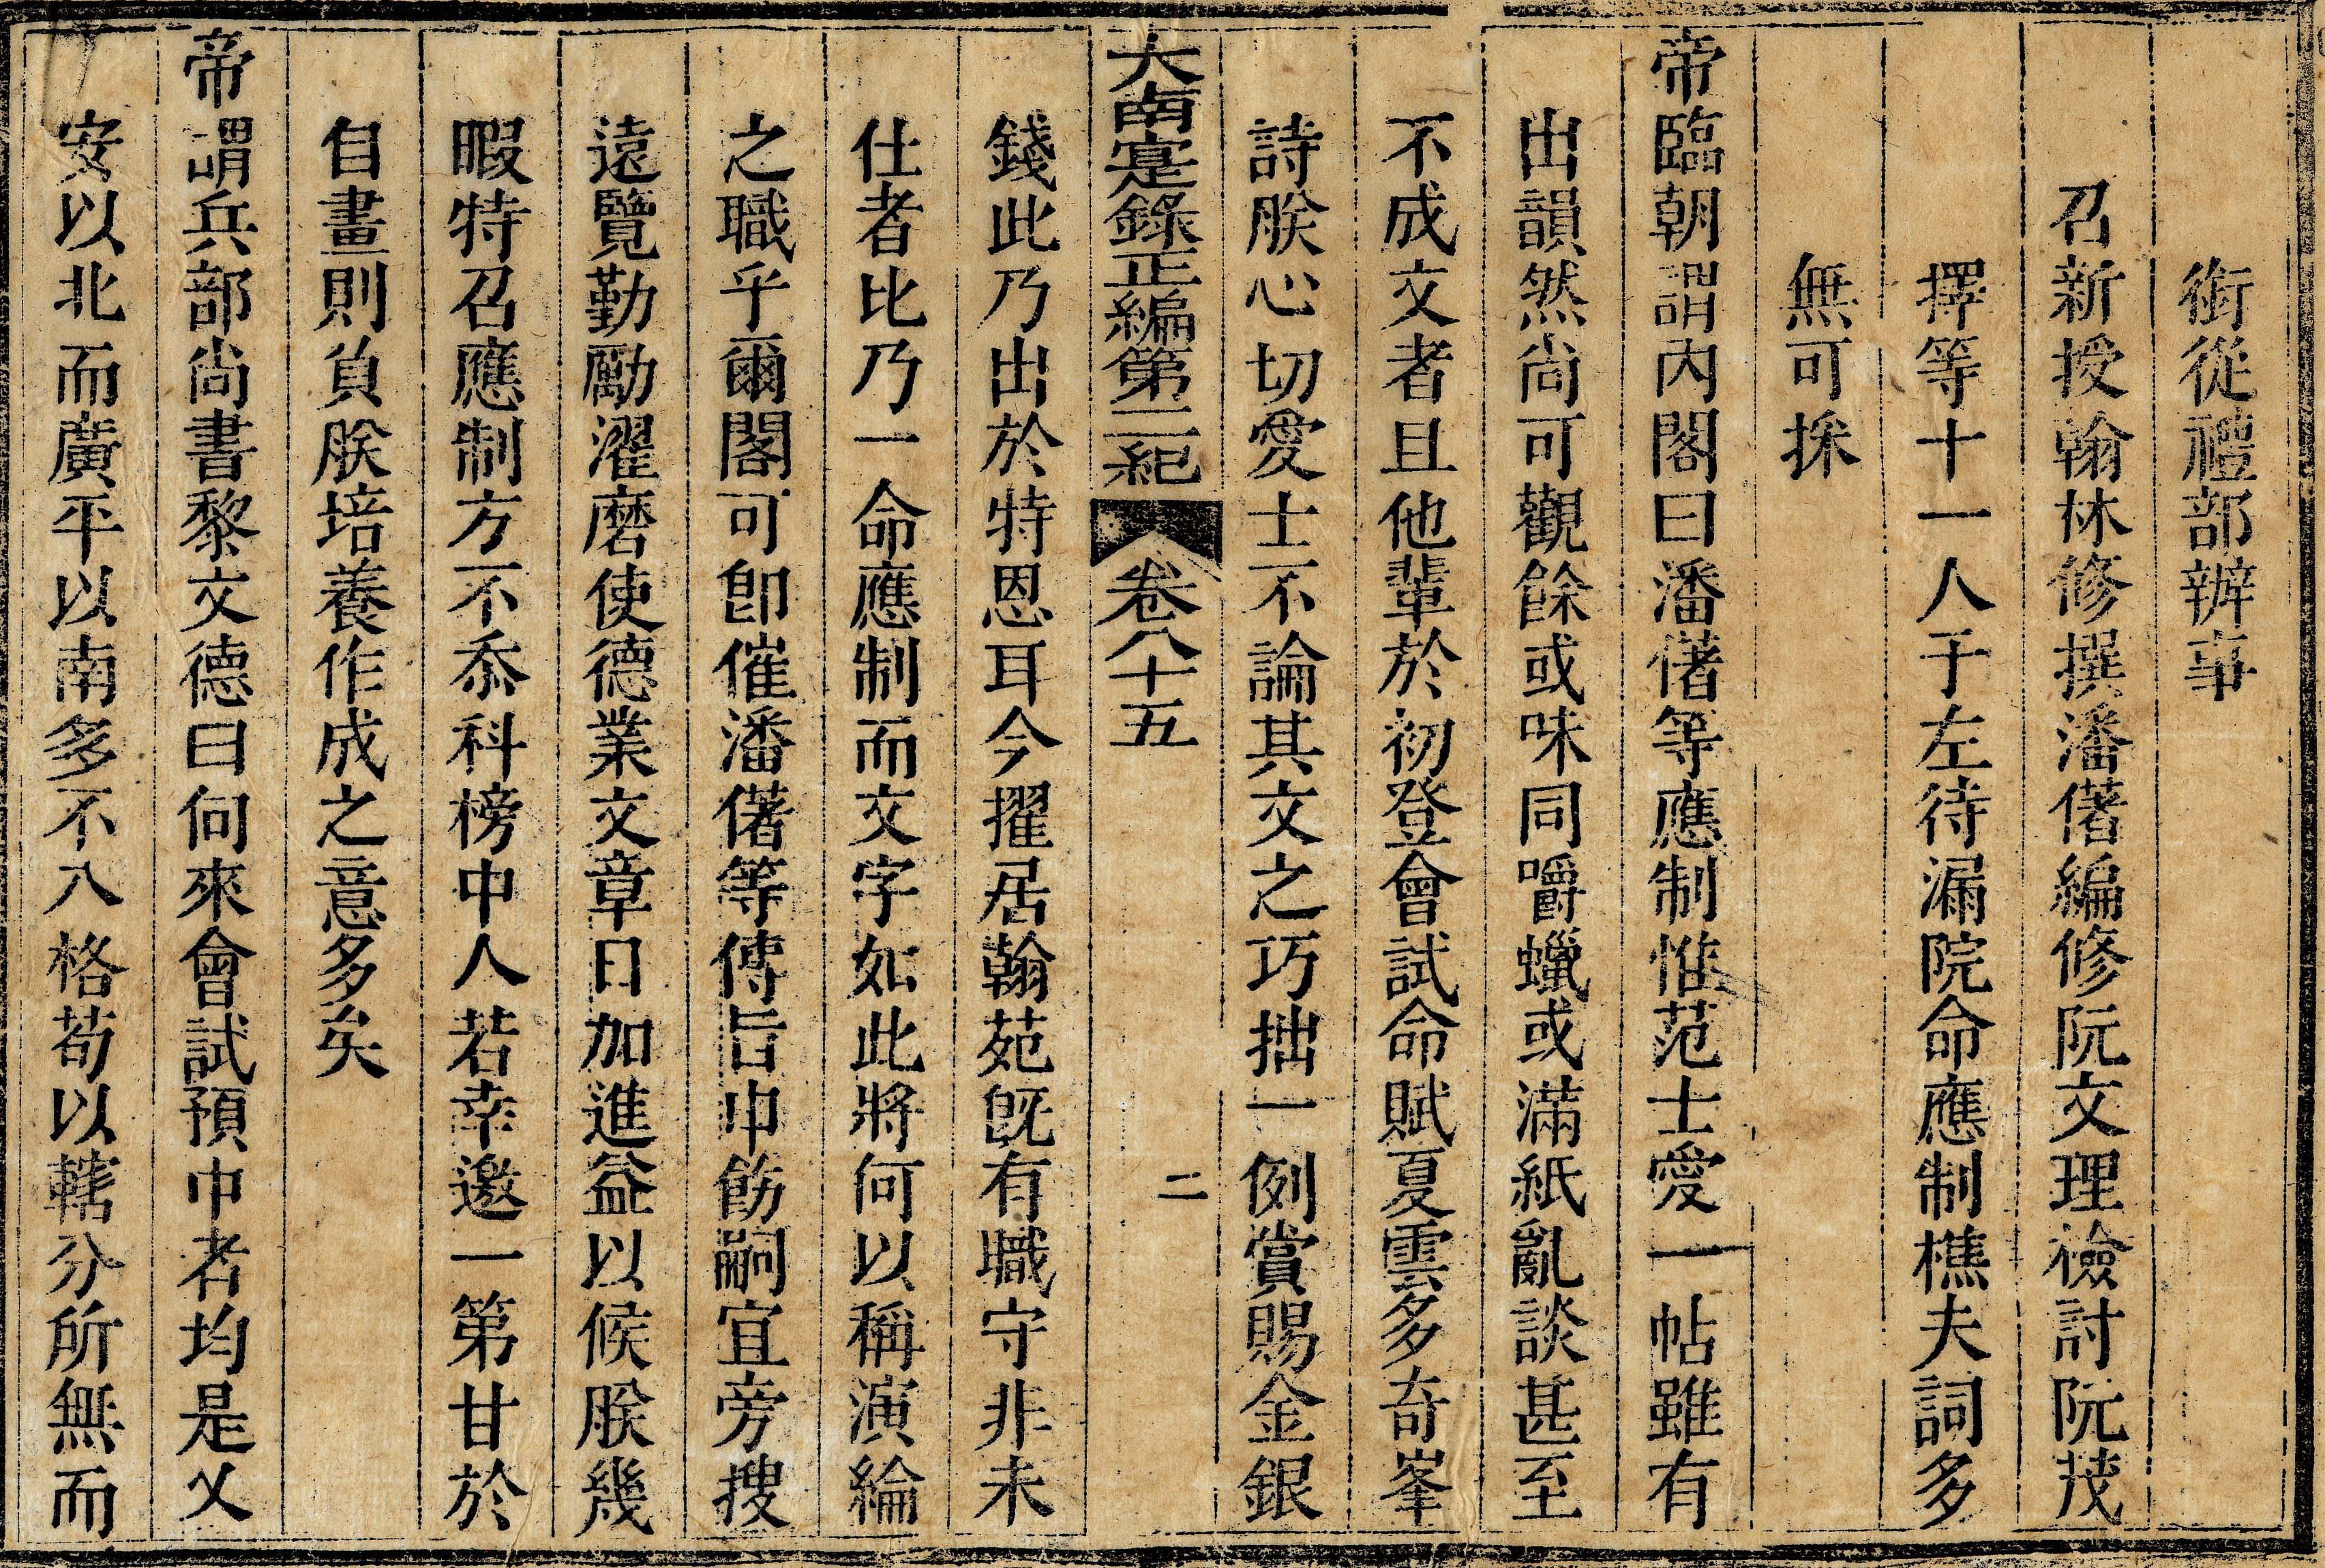 銜從禮部辦事
召新授翰林修撰潘偖編修阮文理檢討阮茂
擇等十一人于左待漏院命應制樵夫詞多
無可採
帝臨朝謂內閣曰潘偖等應制惟范士愛一帖雖有
出韻然尚可觀餘或味同嚼蠟或滿紙亂談甚至
不成文者且他輩於初登會試命賦夏雲多奇峯
詩朕心切愛士不論其文之巧拙一例賞賜金銀
大南寔錄正編第二紀 卷八十五 二
錢此乃出於特恩耳今擢居翰苑旣有職守非未
仕者比乃一命應制而文字如此將何以稱演綸
之職乎爾閣可卽催潘偖等傳旨申飭嗣宜旁搜
遠覽勤勵濯磨使德業文章日加進益以候朕幾
暇特召應制方不忝科榜中人若幸邀一第甘於
自畫則負朕培養作成之意多矣
帝謂兵部尚書黎文德曰向來會試預中者均是乂
安以北而廣平以南多不入格苟以轄分所無而